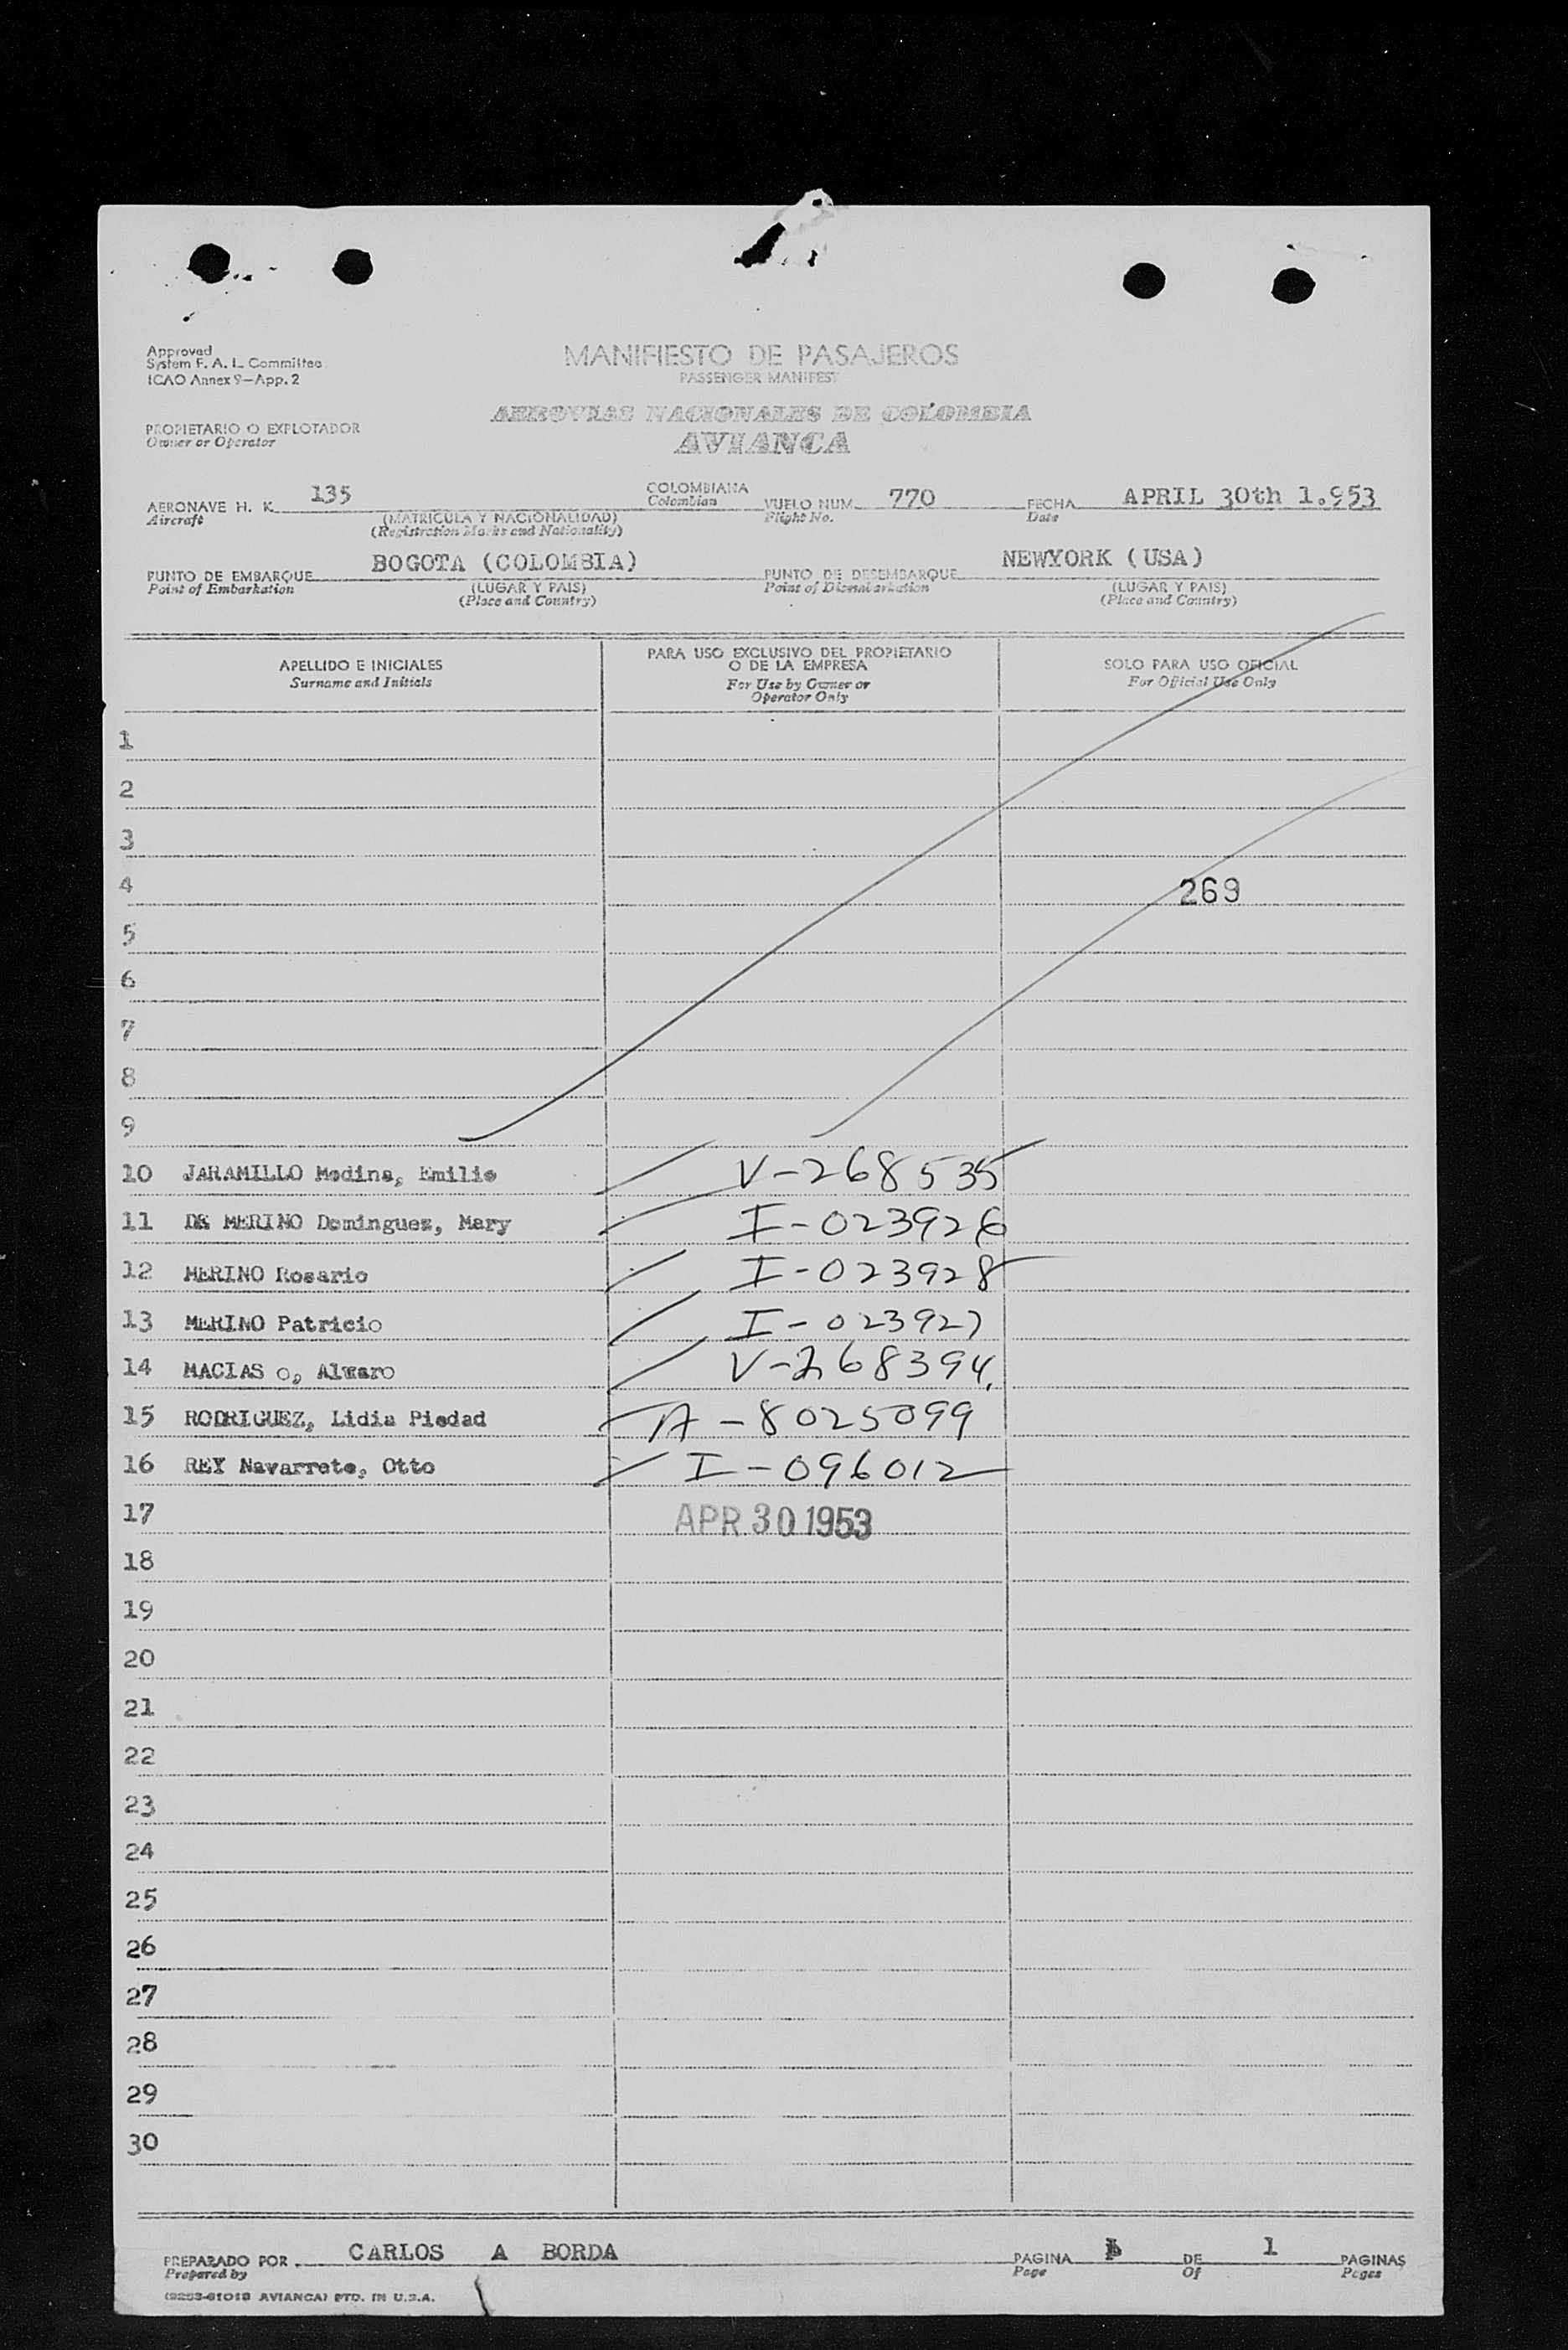 Approved
System F. A. L. Committee
ICAO Annex 9—App. 2
MANIFIESTO DE PASAJEROS
PASSENGER MANIFEST
AEROVIAS NACIONALES DE COLOMBIA
AVIANCA
PROPIETARIO O EXPLOTADOR
Owner or Operator
AERONAVE H. K. 135 COLOMBIANA VUELO NUM. 770 FECHA APRIL 30th 1.953
Aircraft (MATRICULA Y NACIONALIDAD) Colombian Flight No. Date
(Registration Marks and Nationality)
PUNTO DE EMBARQUE BOGOTA (COLOMBIA) PUNTO DE DESEMBARQUE NEWYORK (USA)
Point of Embarkation (LUGAR Y PAIS) Point of Disembarkation (LUGAR Y PAIS)
(Place and Country) (Place and Country)
APELLIDO E INICIALES
Surname and Initials
PARA USO EXCLUSIVO DEL PROPIETARIO
O DE LA EMPRESA
For Use by Owner or
Operator Only
SOLO PARA USO OFICIAL
For Official Use Only
1
2
3
4 269
5
6
7
8
9
10 JARAMILLO Medina, Emilio V-268535
11 DE MERINO Dominguez, Mary I-023926
12 MERINO Rosario I-023928
13 MERINO Patricio I-023927
14 MACIAS o, Alvaro V-268394
15 RODRIGUEZ, Lidia Piedad A-8025099
16 REY Navarrete, Otto I-096012
17 APR 30 1953
18
19
20
21
22
23
24
25
26
27
28
29
30
PREPARADO POR CARLOS A BORDA PAGINA 1 DE 1 PAGINAS
Prepared by Page Of Pages
AVIANCA) PTD. IN U.S.A.